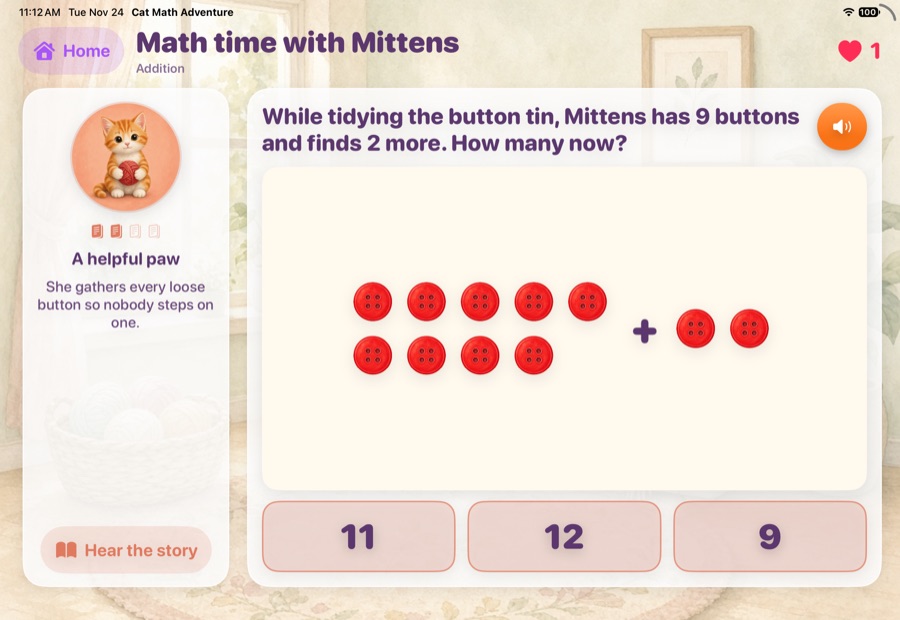 11:12 AM Tue Nov 24 Cat Math Adventure
100
Home
Math time with Mittens
Addition
1
While tidying the button tin, Mittens has 9 buttons
and finds 2 more. How many now?
A helpful paw
She gathers every loose
button so nobody steps on
one.
+
Hear the story
11
12
9